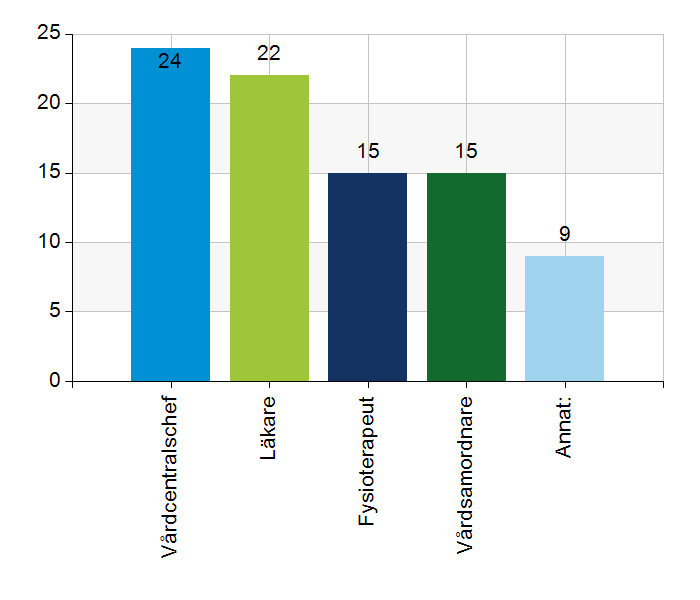 25
20
15
10
5
0
24
22
15
15
9
Vårdcentralschef
Läkare
Fysioterapeut
Vårdsamordnare
Annat: